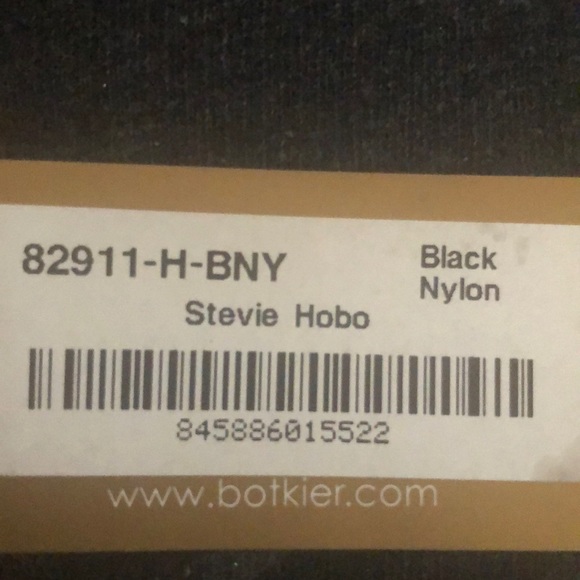 82911-H-BNY
Black
Nylon
Stevie Hobo
845886015522
www.botkier.com